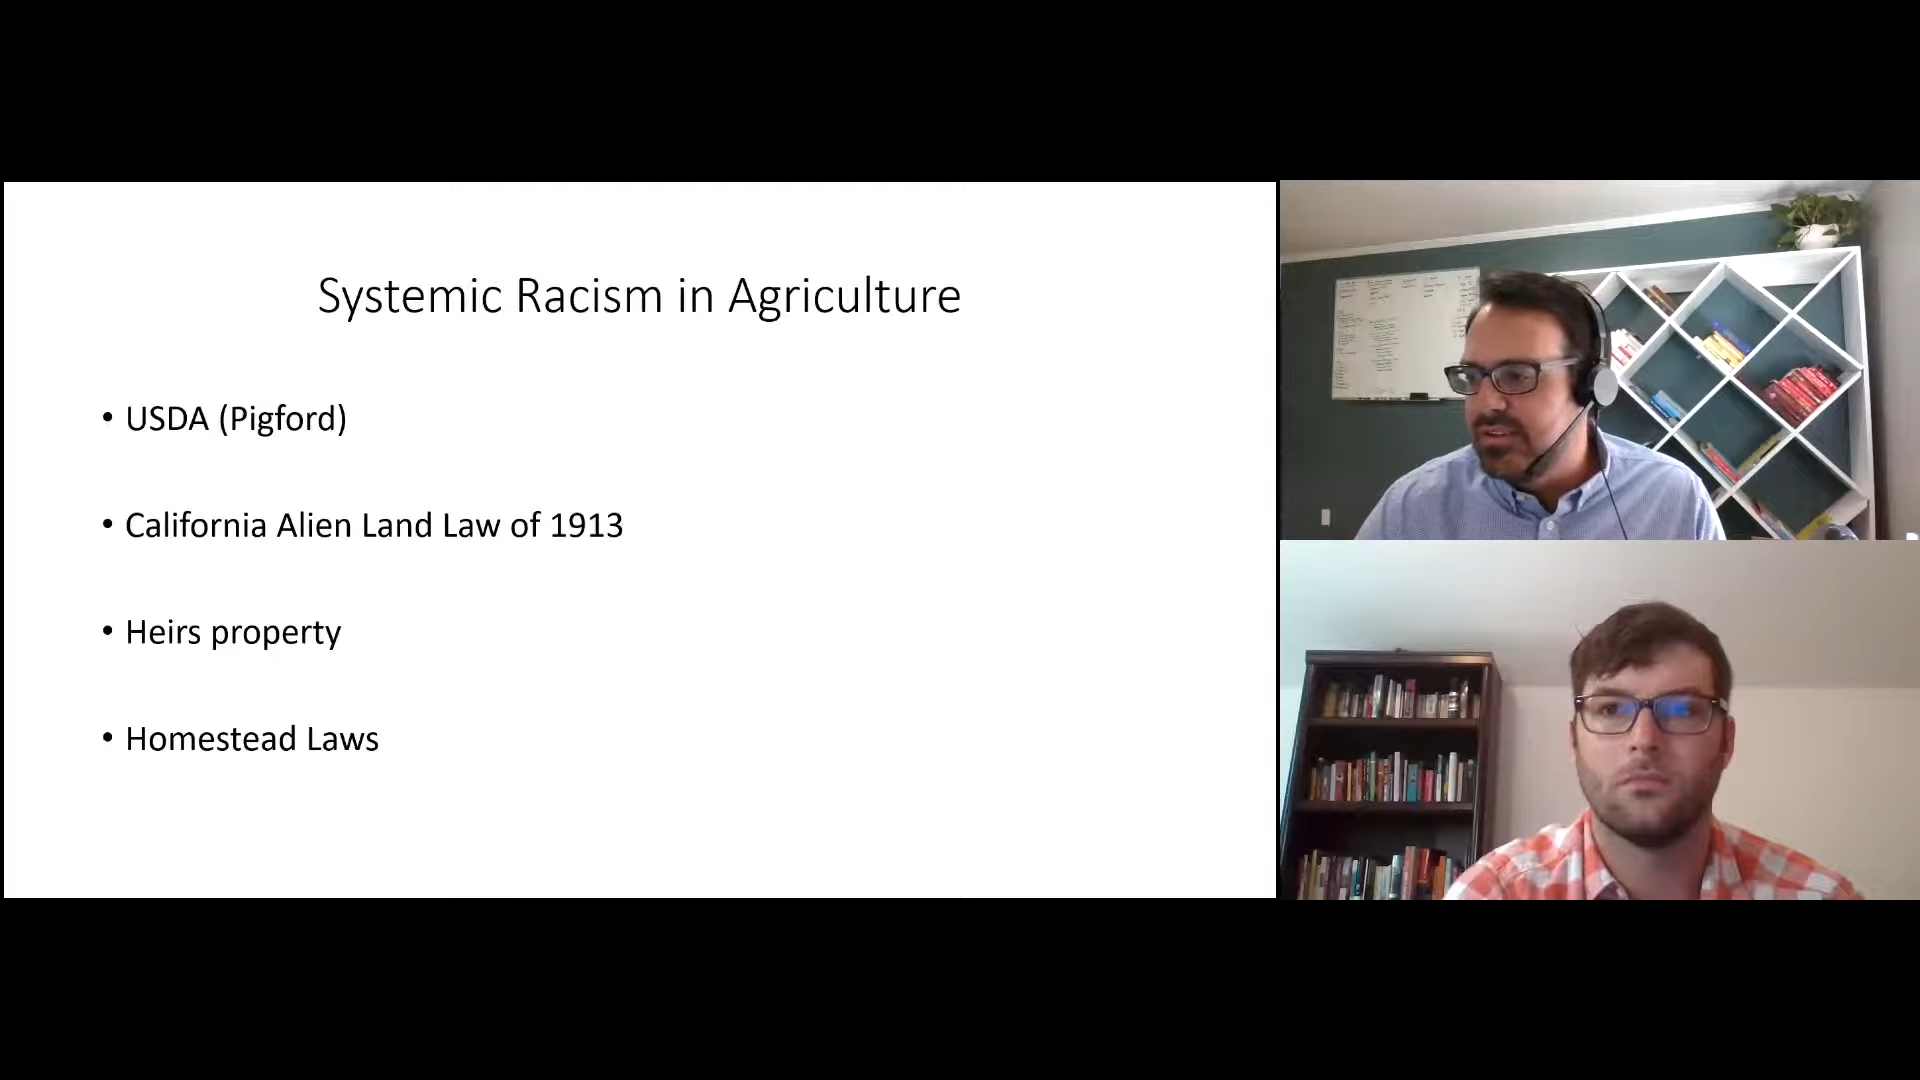 Systemic Racism in Agriculture
• USDA (Pigford)
• California Alien Land Law of 1913
• Heirs property
• Homestead Laws